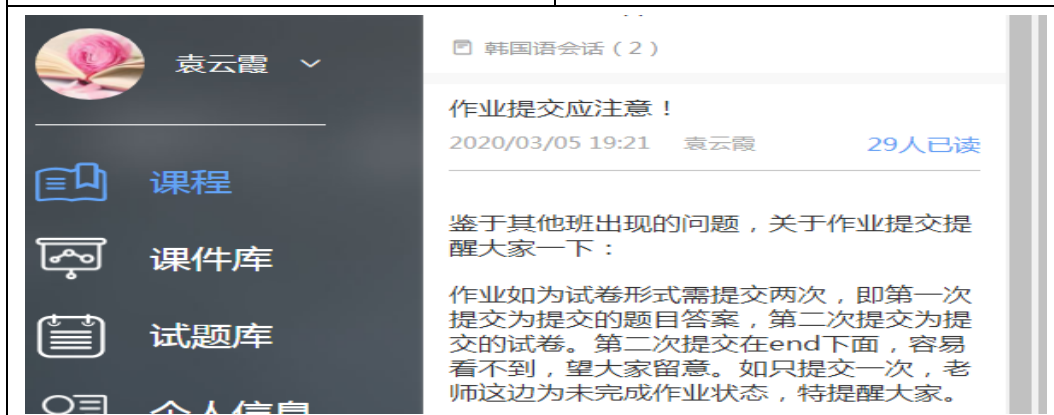 袁云霞
课程
课件库
试题库
个人信息
韩国语会话（2）
作业提交应注意！
2020/03/05 19:21 袁云霞 29人已读
鉴于其他班出现的问题，关于作业提交提
醒大家一下：
作业如为试卷形式需提交两次，即第一次
提交为提交的题目答案，第二次提交为提
交的试卷。第二次提交在end下面，容易
看不到，望大家留意。如只提交一次，老
师这边为未完成作业状态，特提醒大家。